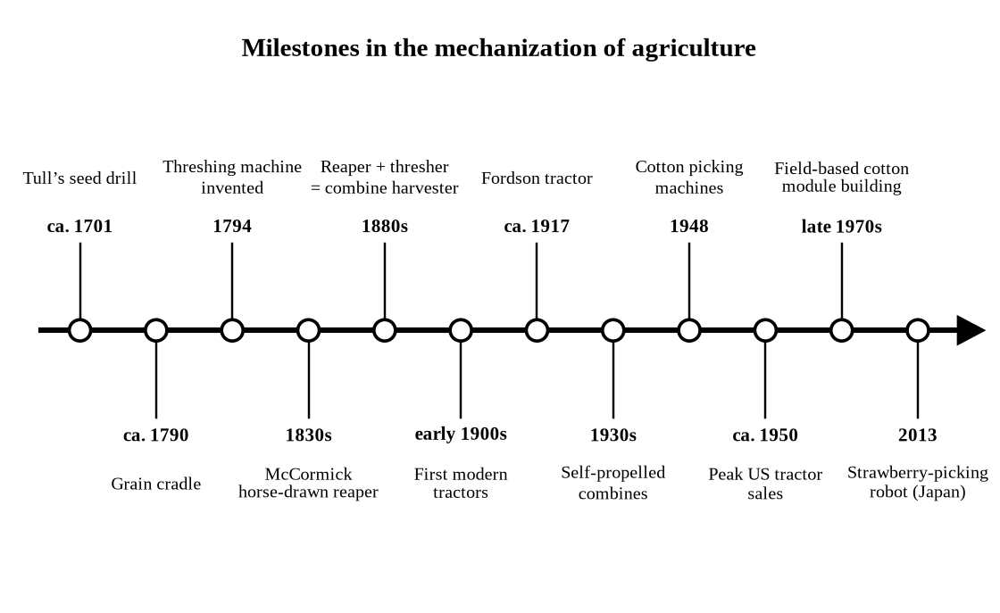 Milestones in the mechanization of agriculture
Tull’s seed drill
ca. 1701
Grain cradle
ca. 1790
Threshing machine
invented
1794
McCormick
horse-drawn reaper
1830s
Reaper + thresher
= combine harvester
1880s
First modern
tractors
early 1900s
Fordson tractor
ca. 1917
Self-propelled
combines
1930s
Cotton picking
machines
1948
Peak US tractor
sales
ca. 1950
Field-based cotton
module building
late 1970s
Strawberry-picking
robot (Japan)
2013